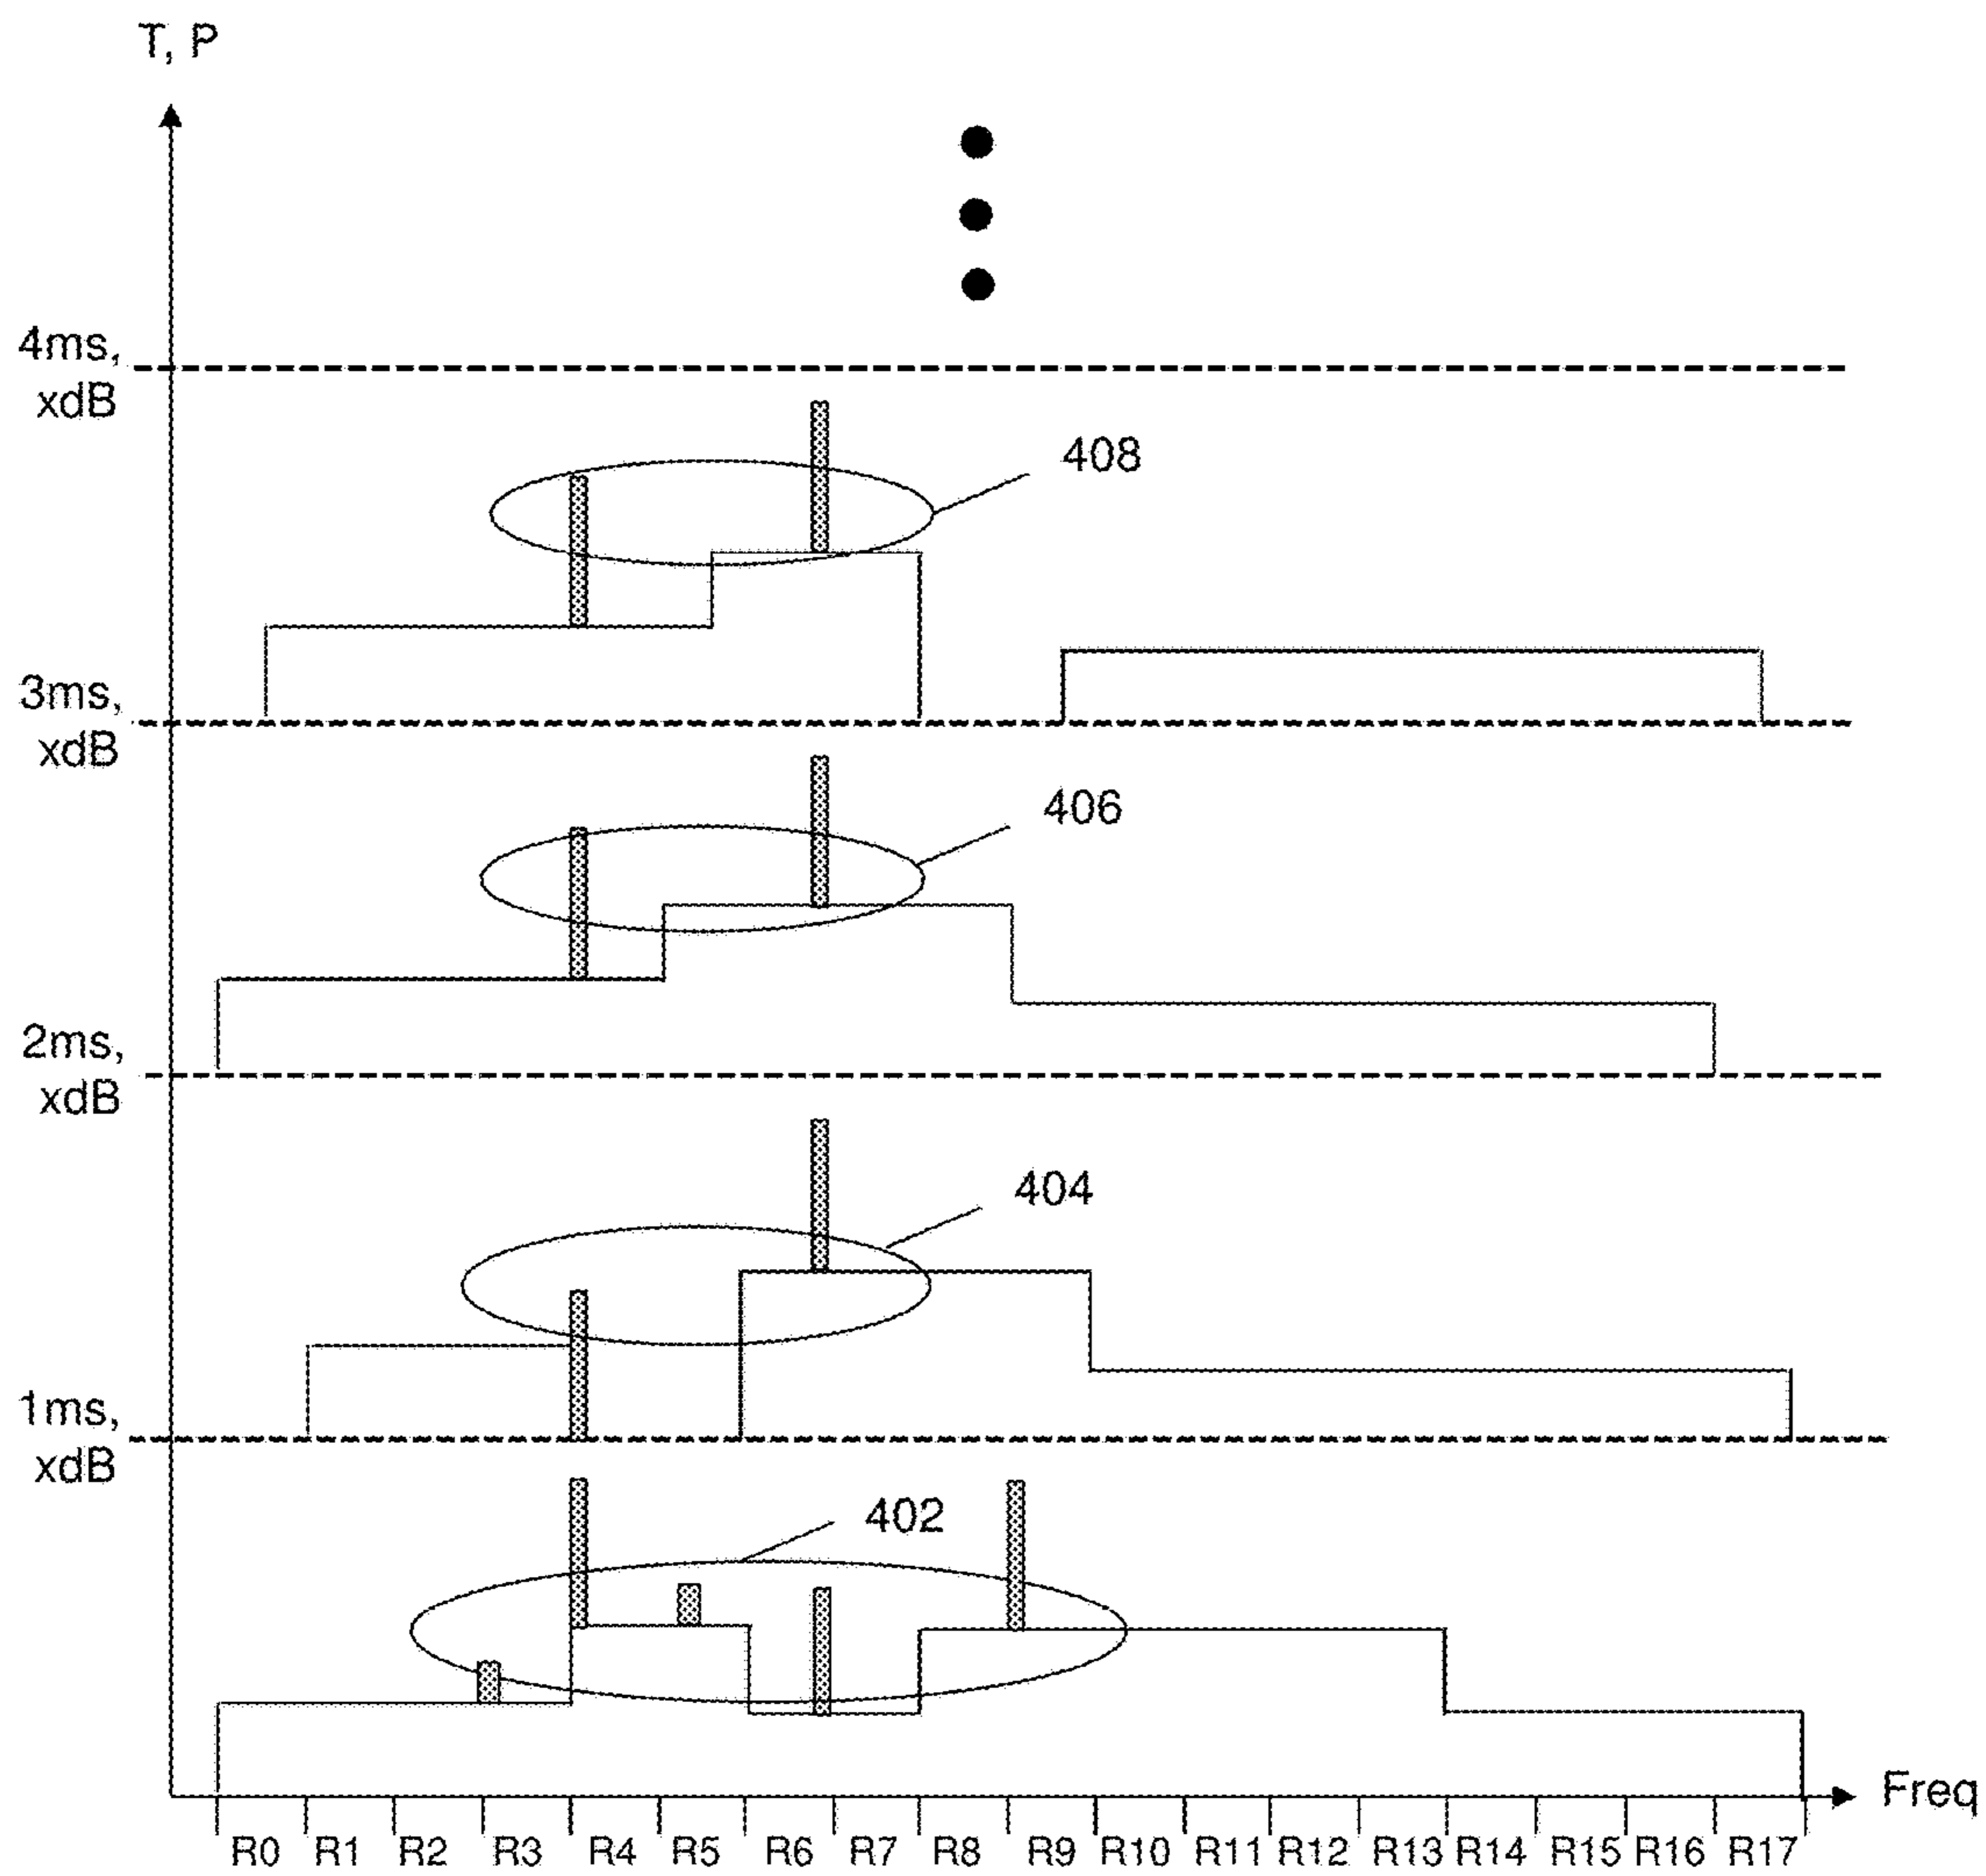 T, P
4ms,
xdB
408
3ms,
xdB
406
2ms,
xdB
404
1ms,
xdB
402
Freq
R0 R1 R2 R3 R4 R5 R6 R7 R8 R9 R10 R11 R12 R13 R14 R15 R16 R17